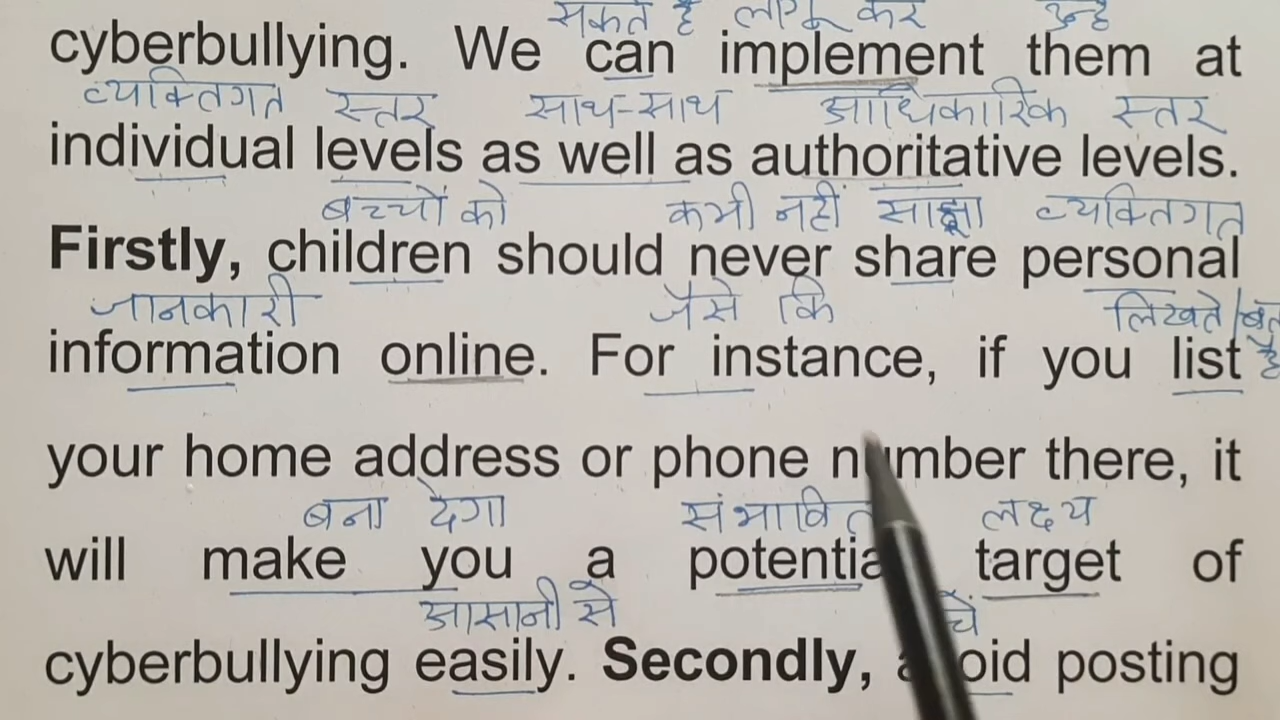 सकते हैं लागू कर उन्हें
cyberbullying. We can implement them at
व्यक्तिगत स्तर साथ-साथ आधिकारिक स्तर
individual levels as well as authoritative levels.
बच्चों को कभी नहीं साझा व्यक्तिगत
Firstly, children should never share personal
जानकारी जैसे कि लिखते
information online. For instance, if you list है
your home address or phone number there, it
बना देगा संभावित लक्ष्य
will make you a potential target of
आसानी से
cyberbullying easily. Secondly, avoid posting